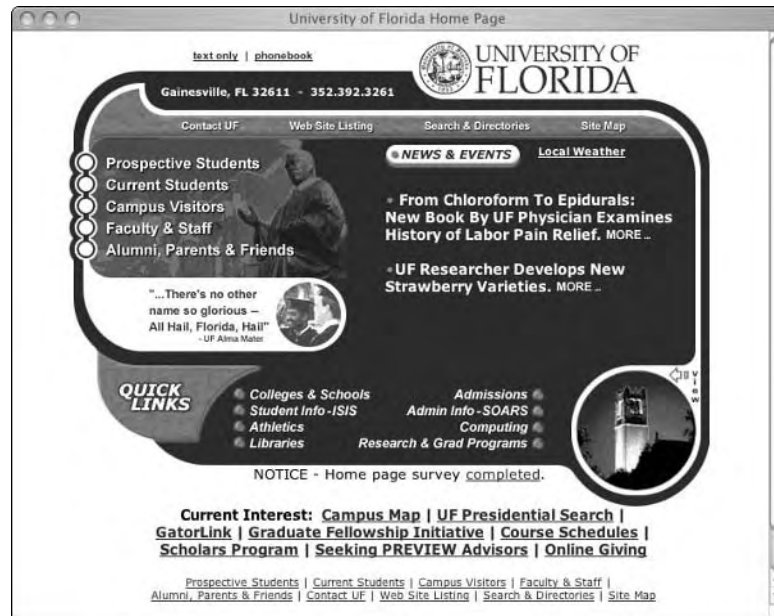 University of Florida Home Page
text only | phonebook
UNIVERSITY OF
FLORIDA
Gainesville, FL 32611 - 352.392.3261
Contact UF Web Site Listing Search & Directories Site Map
Prospective Students
Current Students
Campus Visitors
Faculty & Staff
Alumni, Parents & Friends
NEWS & EVENTS Local Weather
• From Chloroform To Epidurals:
New Book By UF Physician Examines
History of Labor Pain Relief. MORE ...
•UF Researcher Develops New
Strawberry Varieties. MORE ...
"...There's no other
name so glorious –
All Hail, Florida, Hail"
- UF Alma Mater
view
QUICK
LINKS
Colleges & Schools
Student Info-ISIS
Athletics
Libraries
Admissions
Admin Info-SOARS
Computing
Research & Grad Programs
NOTICE - Home page survey completed.
Current Interest: Campus Map | UF Presidential Search |
GatorLink | Graduate Fellowship Initiative | Course Schedules |
Scholars Program | Seeking PREVIEW Advisors | Online Giving
Prospective Students | Current Students | Campus Visitors | Faculty & Staff |
Alumni, Parents & Friends | Contact UF | Web Site Listing | Search & Directories | Site Map